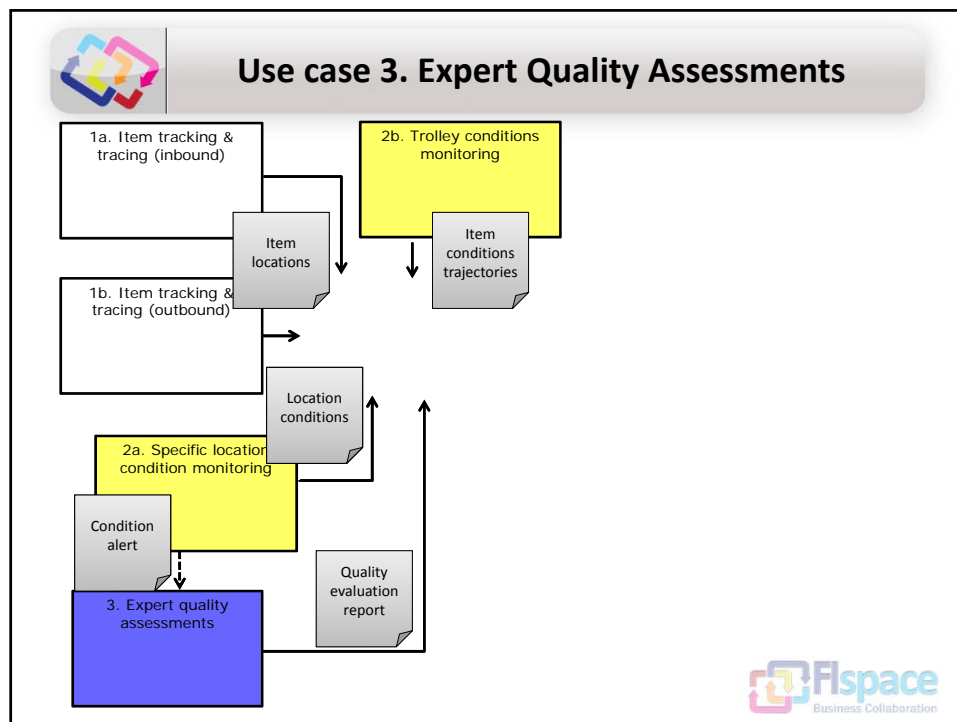 Use case 3. Expert Quality Assessments
1a. Item tracking &
tracing (inbound)
2b. Trolley conditions
monitoring
Item
locations
Item
conditions
trajectories
1b. Item tracking &
tracing (outbound)
Location
conditions
2a. Specific location
condition monitoring
Condition
alert
Quality
evaluation
report
3. Expert quality
assessments
FIspace
Business Collaboration